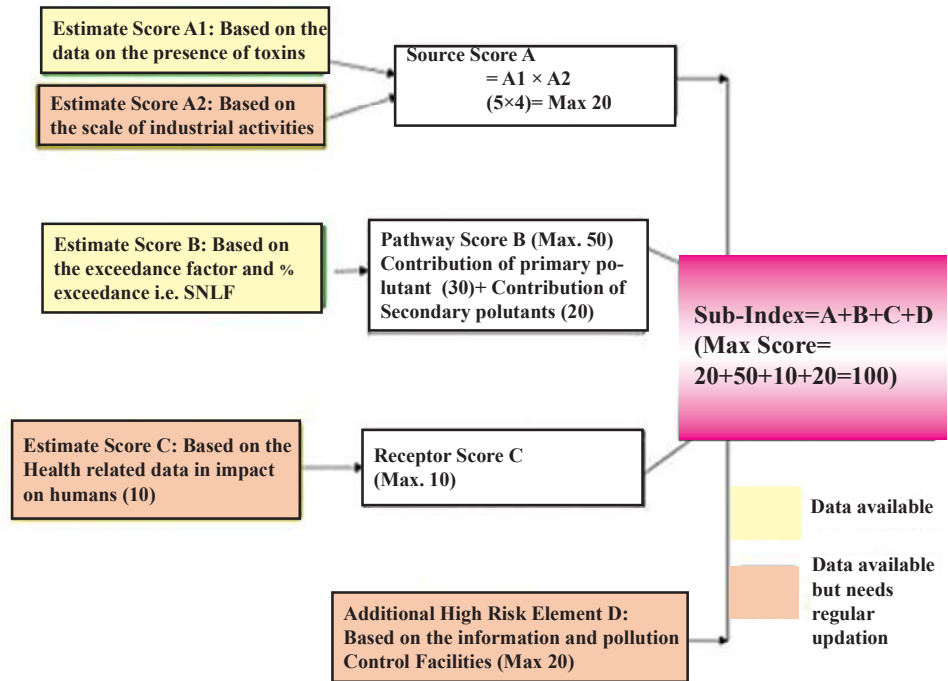 Estimate Score A1: Based on the
data on the presence of toxins
Source Score A
= A1 × A2
(5×4)= Max 20
Estimate Score A2: Based on
the scale of industrial activities
Estimate Score B: Based on
the exceedance factor and %
exceedance i.e. SNLF
Pathway Score B (Max. 50)
Contribution of primary po-
lutant (30)+ Contribution of
Secondary polutants (20)
Sub-Index=A+B+C+D
(Max Score=
20+50+10+20=100)
Estimate Score C: Based on the
Health related data in impact
on humans (10)
Receptor Score C
(Max. 10)
Data available
Data available
but needs
regular
updation
Additional High Risk Element D:
Based on the information and pollution
Control Facilities (Max 20)